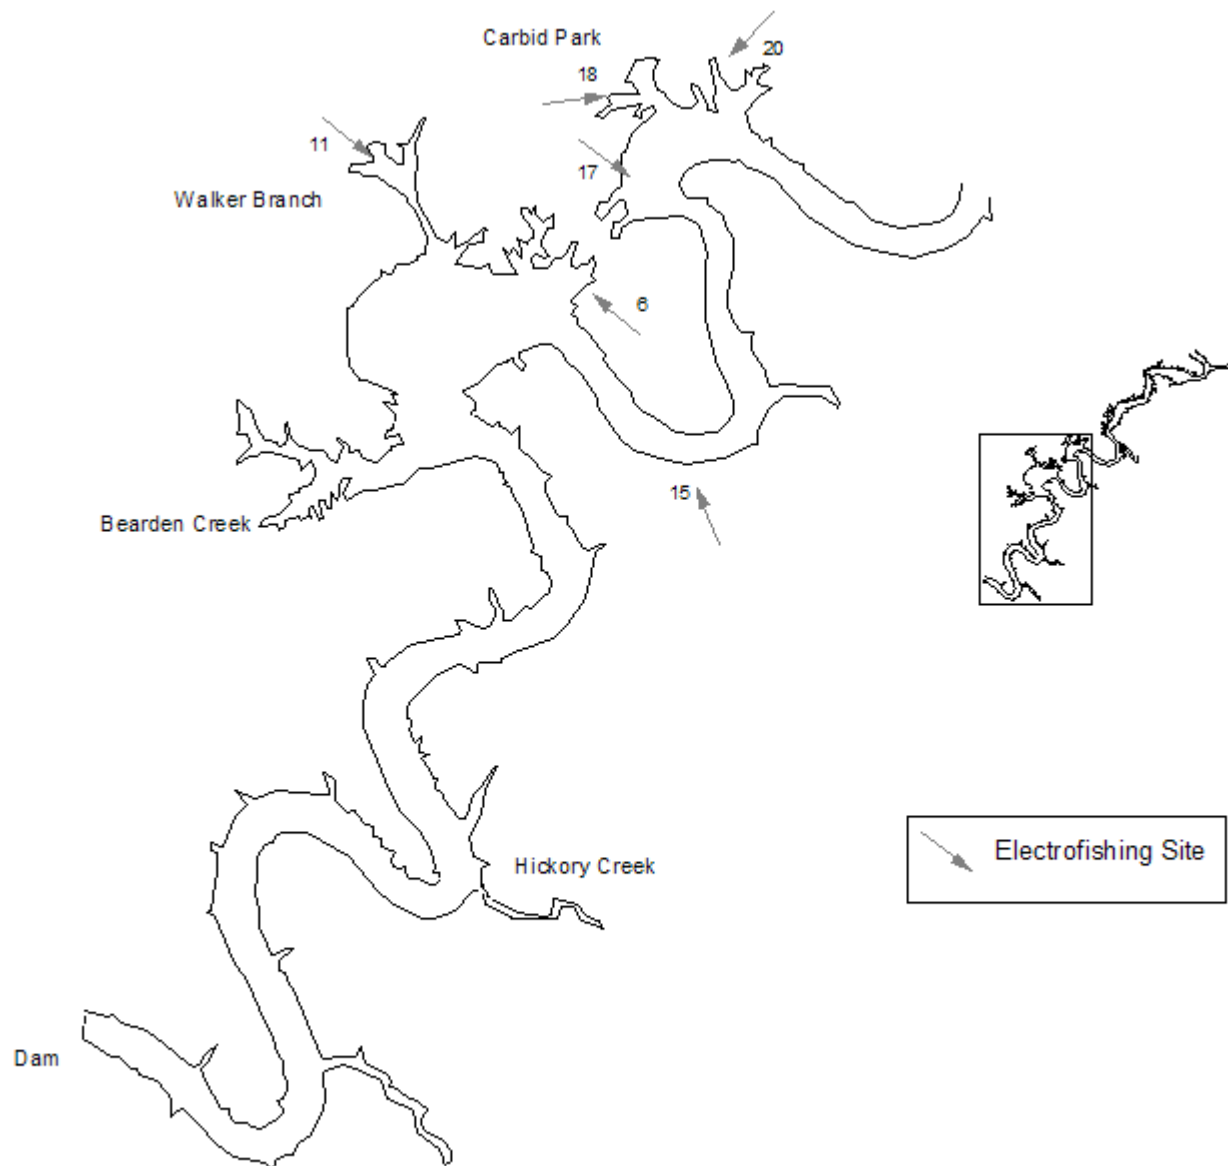 Carbid Park
20
18
11
17
Walker Branch
6
15
Bearden Creek
Electrofishing Site
Hickory Creek
Dam